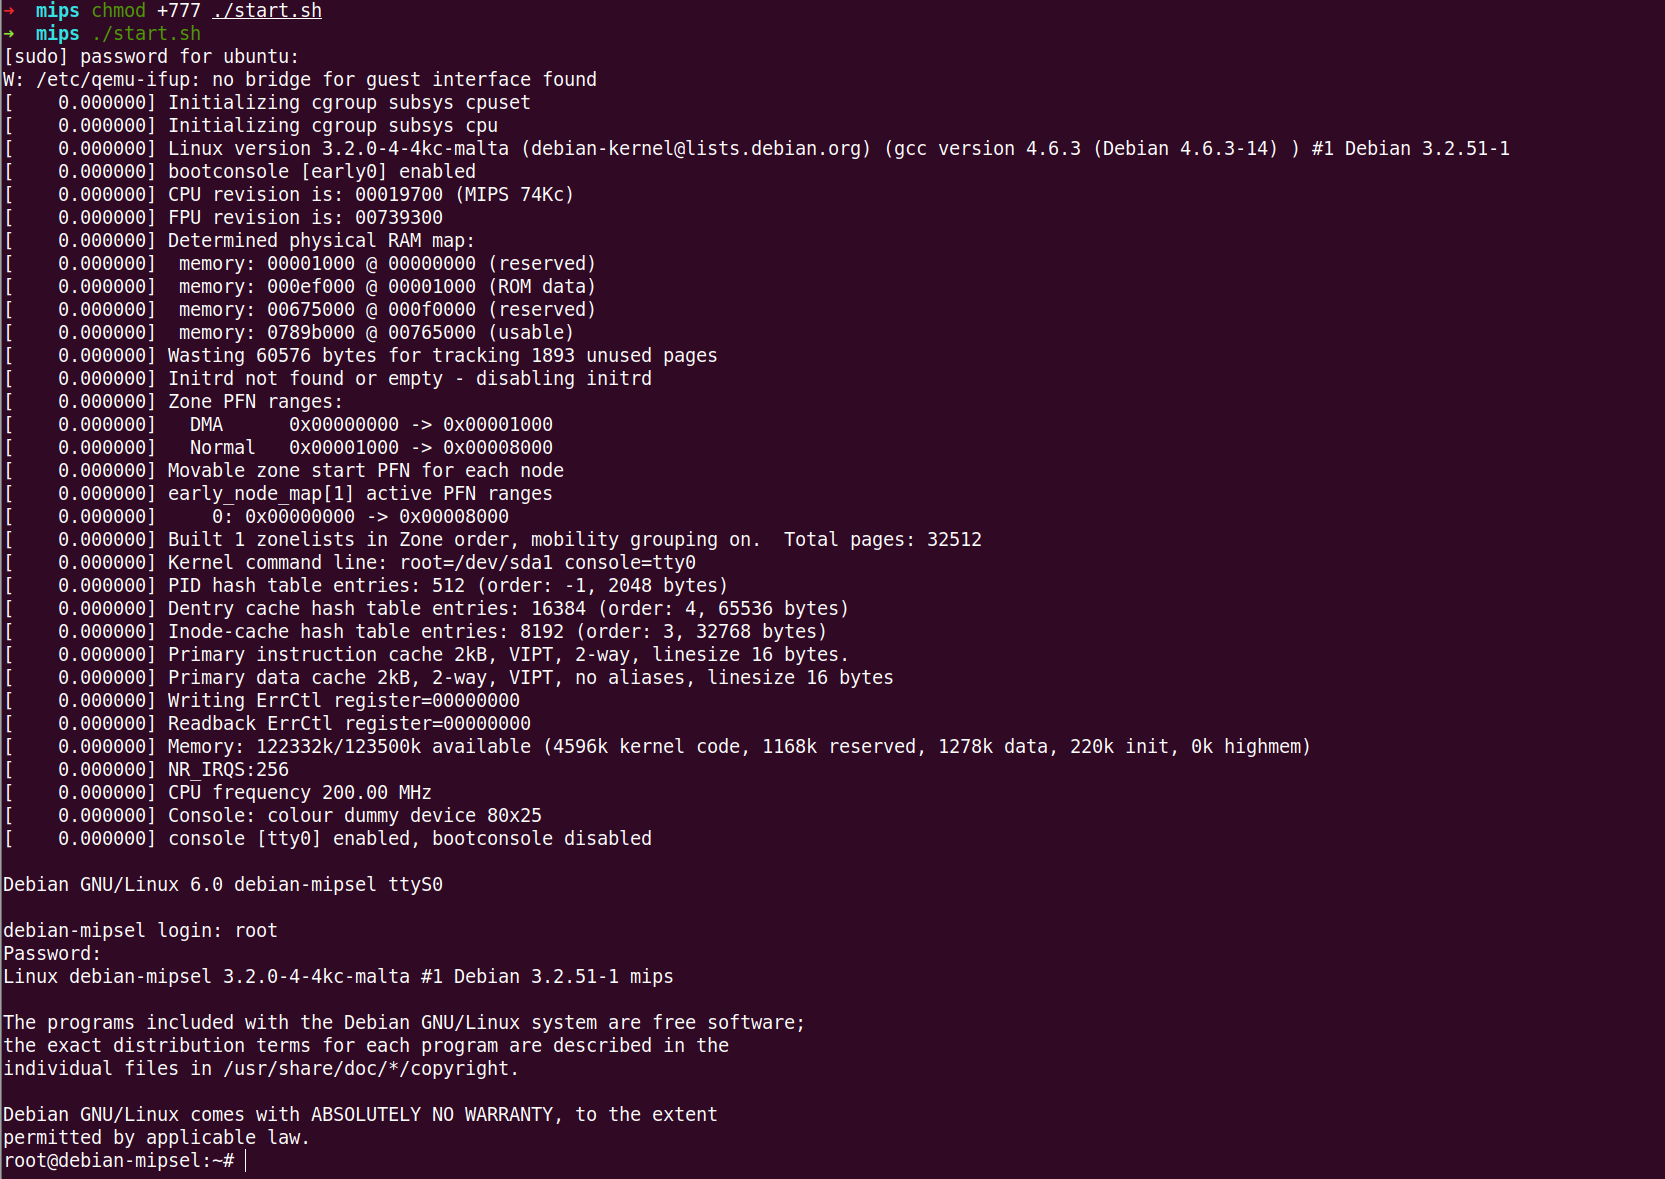 ➜  mips chmod +777 ./start.sh
➜  mips ./start.sh
[sudo] password for ubuntu:
W: /etc/qemu-ifup: no bridge for guest interface found
[    0.000000] Initializing cgroup subsys cpuset
[    0.000000] Initializing cgroup subsys cpu
[    0.000000] Linux version 3.2.0-4-4kc-malta (debian-kernel@lists.debian.org) (gcc version 4.6.3 (Debian 4.6.3-14) ) #1 Debian 3.2.51-1
[    0.000000] bootconsole [early0] enabled
[    0.000000] CPU revision is: 00019700 (MIPS 74Kc)
[    0.000000] FPU revision is: 00739300
[    0.000000] Determined physical RAM map:
[    0.000000]  memory: 00001000 @ 00000000 (reserved)
[    0.000000]  memory: 000ef000 @ 00001000 (ROM data)
[    0.000000]  memory: 00675000 @ 000f0000 (reserved)
[    0.000000]  memory: 0789b000 @ 00765000 (usable)
[    0.000000] Wasting 60576 bytes for tracking 1893 unused pages
[    0.000000] Initrd not found or empty - disabling initrd
[    0.000000] Zone PFN ranges:
[    0.000000]   DMA      0x00000000 -> 0x00001000
[    0.000000]   Normal   0x00001000 -> 0x00008000
[    0.000000] Movable zone start PFN for each node
[    0.000000] early_node_map[1] active PFN ranges
[    0.000000]     0: 0x00000000 -> 0x00008000
[    0.000000] Built 1 zonelists in Zone order, mobility grouping on.  Total pages: 32512
[    0.000000] Kernel command line: root=/dev/sda1 console=tty0
[    0.000000] PID hash table entries: 512 (order: -1, 2048 bytes)
[    0.000000] Dentry cache hash table entries: 16384 (order: 4, 65536 bytes)
[    0.000000] Inode-cache hash table entries: 8192 (order: 3, 32768 bytes)
[    0.000000] Primary instruction cache 2kB, VIPT, 2-way, linesize 16 bytes.
[    0.000000] Primary data cache 2kB, 2-way, VIPT, no aliases, linesize 16 bytes
[    0.000000] Writing ErrCtl register=00000000
[    0.000000] Readback ErrCtl register=00000000
[    0.000000] Memory: 122332k/123500k available (4596k kernel code, 1168k reserved, 1278k data, 220k init, 0k highmem)
[    0.000000] NR_IRQS:256
[    0.000000] CPU frequency 200.00 MHz
[    0.000000] Console: colour dummy device 80x25
[    0.000000] console [tty0] enabled, bootconsole disabled
Debian GNU/Linux 6.0 debian-mipsel ttyS0
debian-mipsel login: root
Password:
Linux debian-mipsel 3.2.0-4-4kc-malta #1 Debian 3.2.51-1 mips
The programs included with the Debian GNU/Linux system are free software;
the exact distribution terms for each program are described in the
individual files in /usr/share/doc/*/copyright.
Debian GNU/Linux comes with ABSOLUTELY NO WARRANTY, to the extent
permitted by applicable law.
root@debian-mipsel:~#